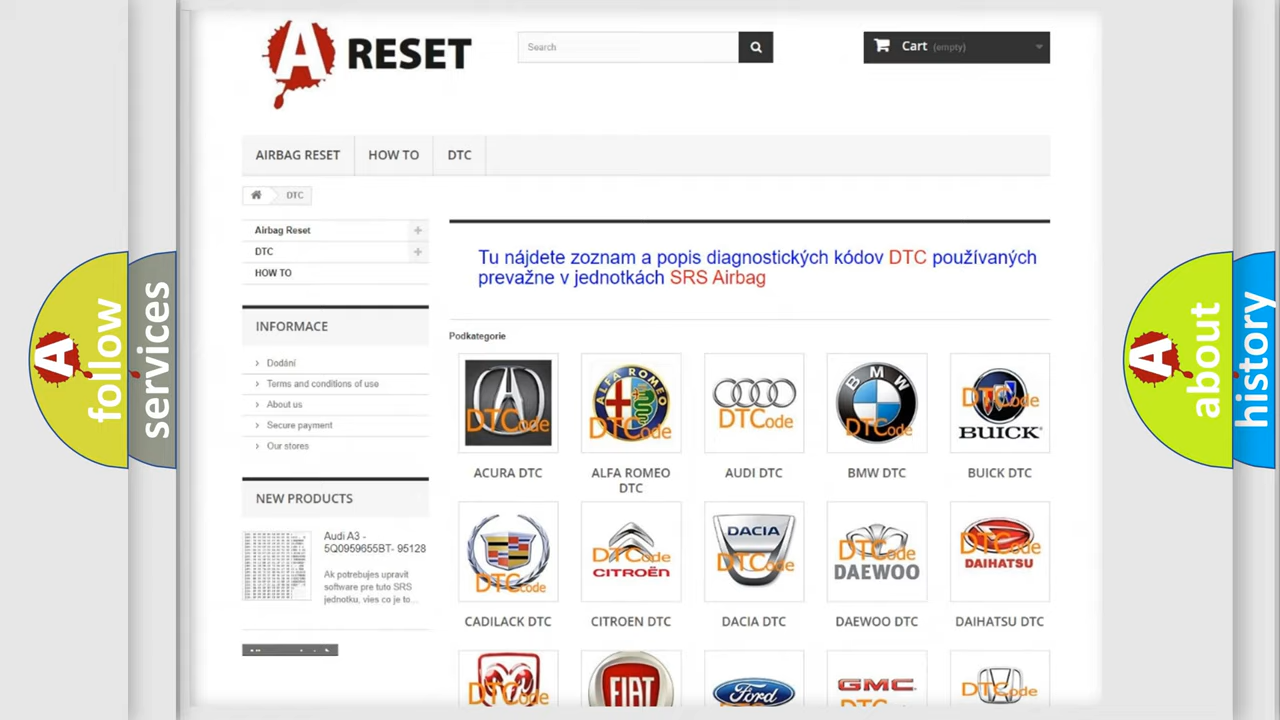 A RESET
Search
Cart (empty)
AIRBAG RESET
HOW TO
DTC
DTC
Airbag Reset
DTC
HOW TO
Tu nájdete zoznam a popis diagnostických kódov DTC používaných
prevažne v jednotkách SRS Airbag
INFORMACE
Dodání
Terms and conditions of use
About us
Secure payment
Our stores
Podkategorie
DTCode
ALFA ROMEO
DTCode
DTCode
BMW
DTCode
DTCode
BUICK
ACURA DTC
ALFA ROMEO
DTC
AUDI DTC
BMW DTC
BUICK DTC
NEW PRODUCTS
Audi A3 -
5Q0959655BT- 95128
Ak potrebujes upravit
software pre tuto SRS
jednotku, vies co je to...
DTCode
DTCode
CITROËN
DACIA
DTCode
DTCode
DAEWOO
DTCode
DAIHATSU
CADILACK DTC
CITROEN DTC
DACIA DTC
DAEWOO DTC
DAIHATSU DTC
DTCode
FIAT
Ford
GMC
DTCode
A follow
services
A about
history